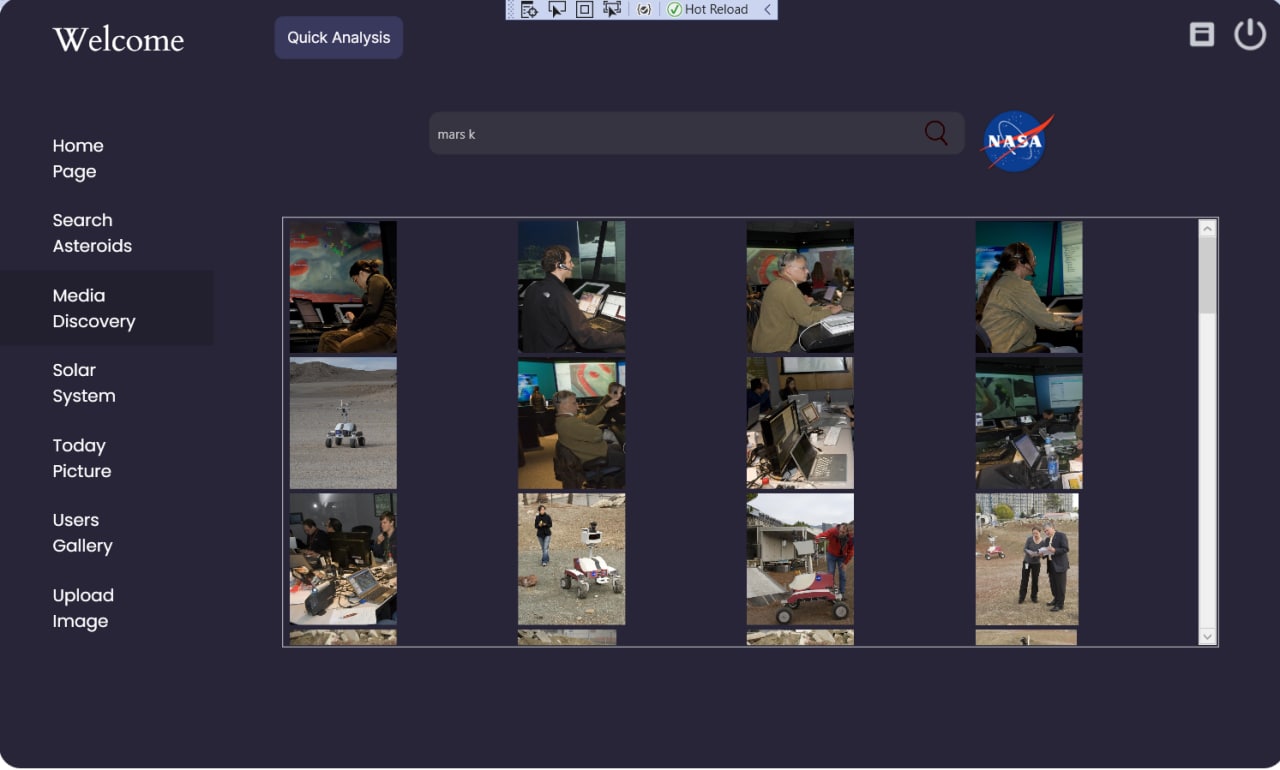 Hot Reload
Welcome
Quick Analysis
mars k
NASA
Home
Page
Search
Asteroids
Media
Discovery
Solar
System
Today
Picture
Users
Gallery
Upload
Image